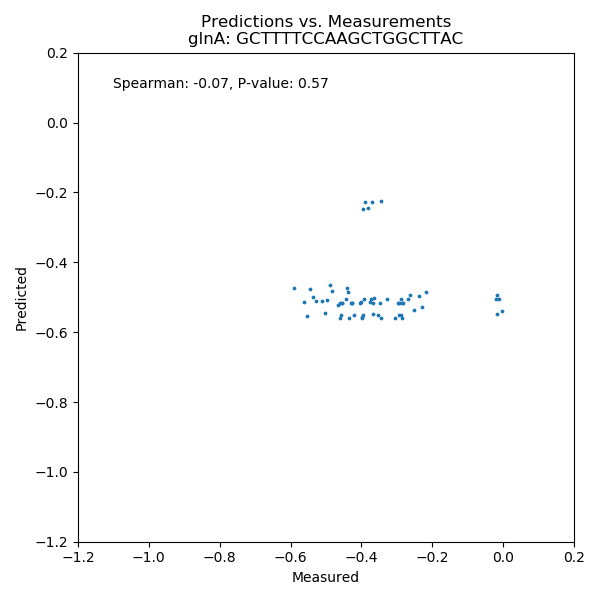 Predictions vs. Measurements
glnA: GCTTTTCCAAGCTGGCTTAC
Spearman: -0.07, P-value: 0.57
0.2
0.0
−0.2
−0.4
−0.6
−0.8
−1.0
−1.2
Predicted
−1.2 −1.0 −0.8 −0.6 −0.4 −0.2 0.0 0.2
Measured